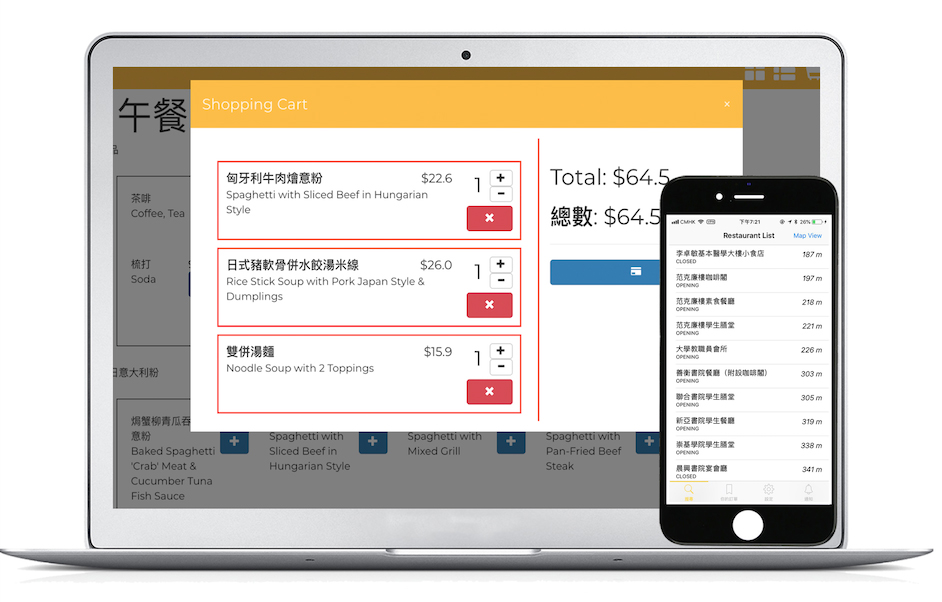 Shopping Cart
×
午餐
品
茶啡
Coffee, Tea
梳打
Soda
日意大利粉
焗蟹柳青瓜吞
意粉
Baked Spaghetti
'Crab' Meat &
Cucumber Tuna
Fish Sauce
Spaghetti with
Sliced Beef in
Hungarian Style
Spaghetti with
Mixed Grill
Spaghetti with
Pan-Fried Beef
Steak
匈牙利牛肉燴意粉 $22.6 1
Spaghetti with Sliced Beef in Hungarian
Style
日式豬軟骨併水餃湯米線 $26.0 1
Rice Stick Soup with Pork Japan Style &
Dumplings
雙併湯麵 $15.9 1
Noodle Soup with 2 Toppings
Total: $64.5
總數: $64.5
CMHK 下午7:21 26%
Restaurant List Map View
李卓敏基本醫學大樓小食店 187 m
CLOSED
范克廉樓咖啡閣 197 m
OPENING
范克廉樓素食餐廳 218 m
OPENING
范克廉樓學生膳堂 221 m
OPENING
大學教職員會所 226 m
OPENING
善衡書院餐廳（附設咖啡閣） 303 m
OPENING
聯合書院學生膳堂 305 m
OPENING
新亞書院學生餐廳 319 m
OPENING
崇基學院學生膳堂 338 m
OPENING
晨興書院宴會廳 341 m
CLOSED